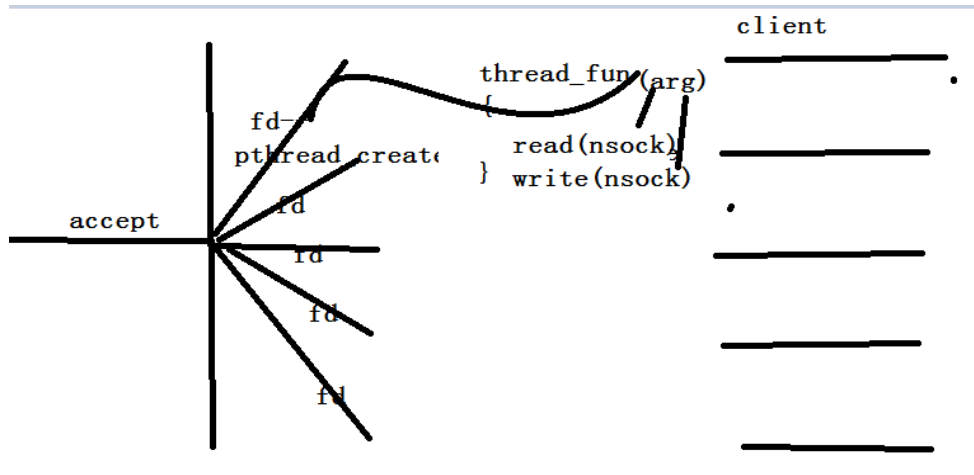 client
thread_fun(arg)
{
fd
pthread_create
read(nsock)
}
write(nsock)
fd
accept
fd
fd
fd